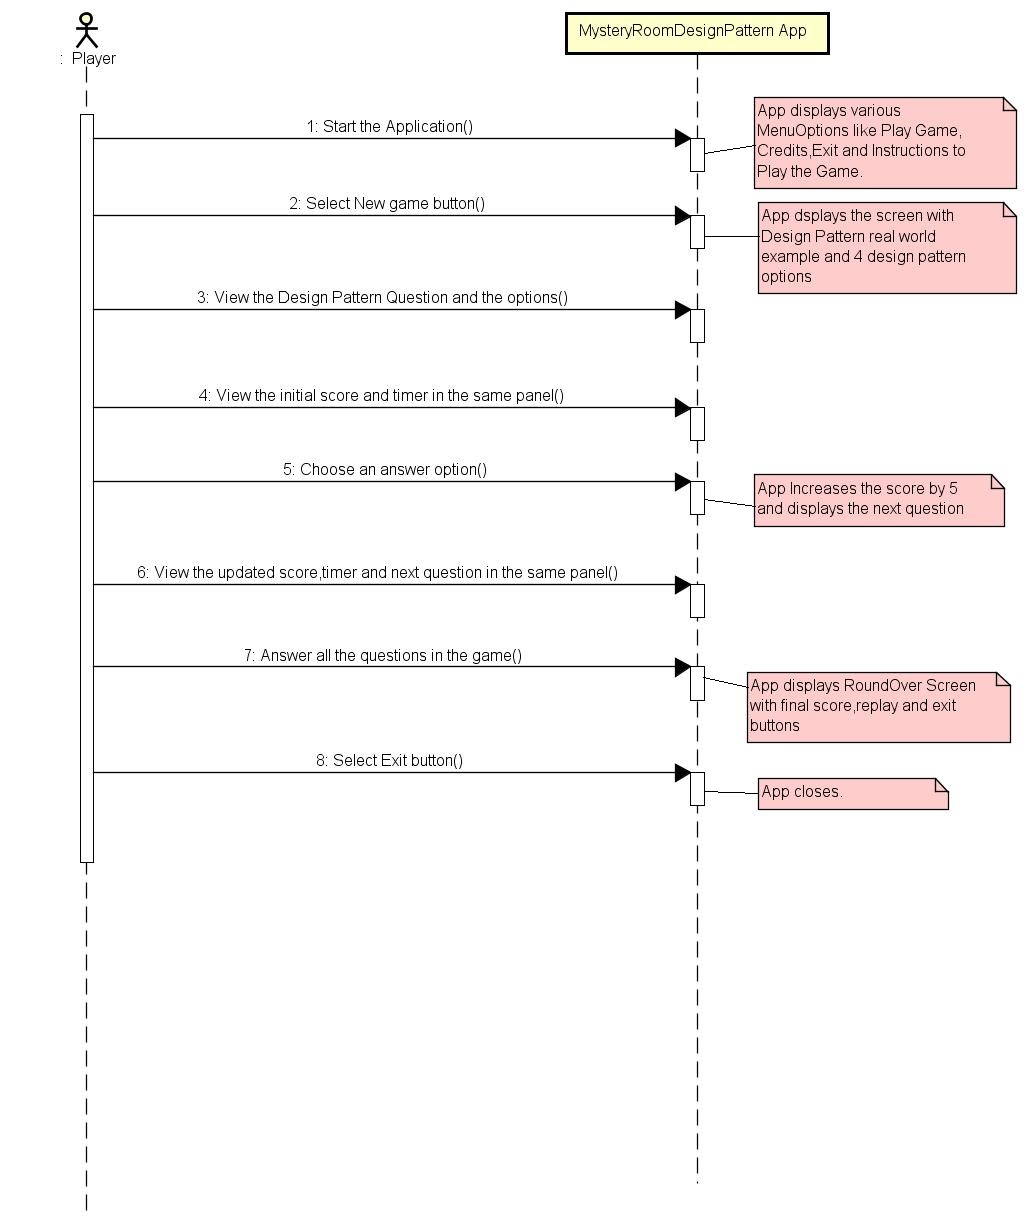 : Player
MysteryRoomDesignPattern App
1: Start the Application()
App displays various
MenuOptions like Play Game,
Credits,Exit and Instructions to
Play the Game.
2: Select New game button()
App dsplays the screen with
Design Pattern real world
example and 4 design pattern
options
3: View the Design Pattern Question and the options()
4: View the initial score and timer in the same panel()
5: Choose an answer option()
App Increases the score by 5
and displays the next question
6: View the updated score,timer and next question in the same panel()
7: Answer all the questions in the game()
App displays RoundOver Screen
with final score,replay and exit
buttons
8: Select Exit button()
App closes.